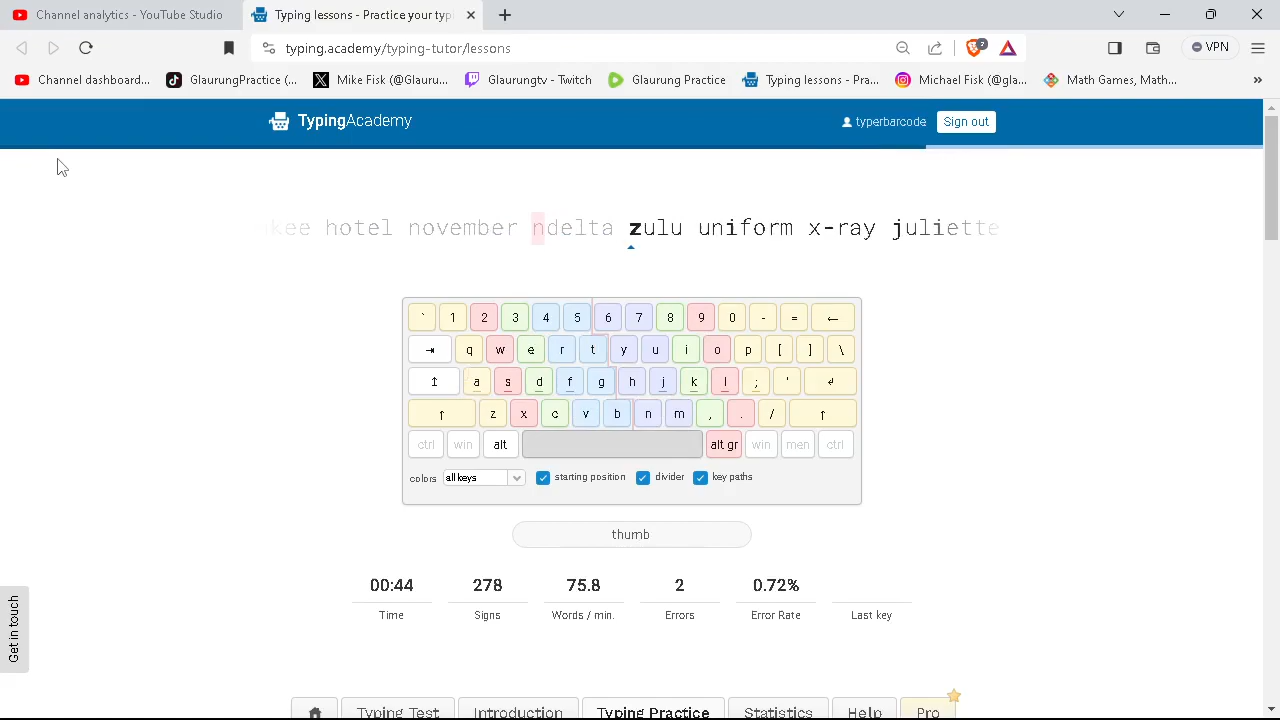 Channel analytics - YouTube Studio
Typing lessons - Practice your typ
typing.academy/typing-tutor/lessons
2
VPN
Channel dashboard...
GlaurungPractice (...
Mike Fisk (@Glauru...
Glaurungtv - Twitch
Glaurung Practic...
Typing lessons - Pra...
Michael Fisk (@gla...
Math Games, Math...
»
TypingAcademy
typerbarcode
Sign out
kee hotel november ndelta zulu uniform x-ray juliette
` 1 2 3 4 5 6 7 8 9 0 - = ←
⇥ q w e r t y u i o p [ ] \
↥ a s d f g h j k l ; ' ↲
↑ z x c v b n m , . / ↑
ctrl win alt alt gr win men ctrl
colors all keys starting position divider key paths
thumb
00:44 278 75.8 2 0.72%
Time Signs Words / min. Errors Error Rate Last key
Get in touch
Typing Test Introduction Typing Practice Statistics Help Pro